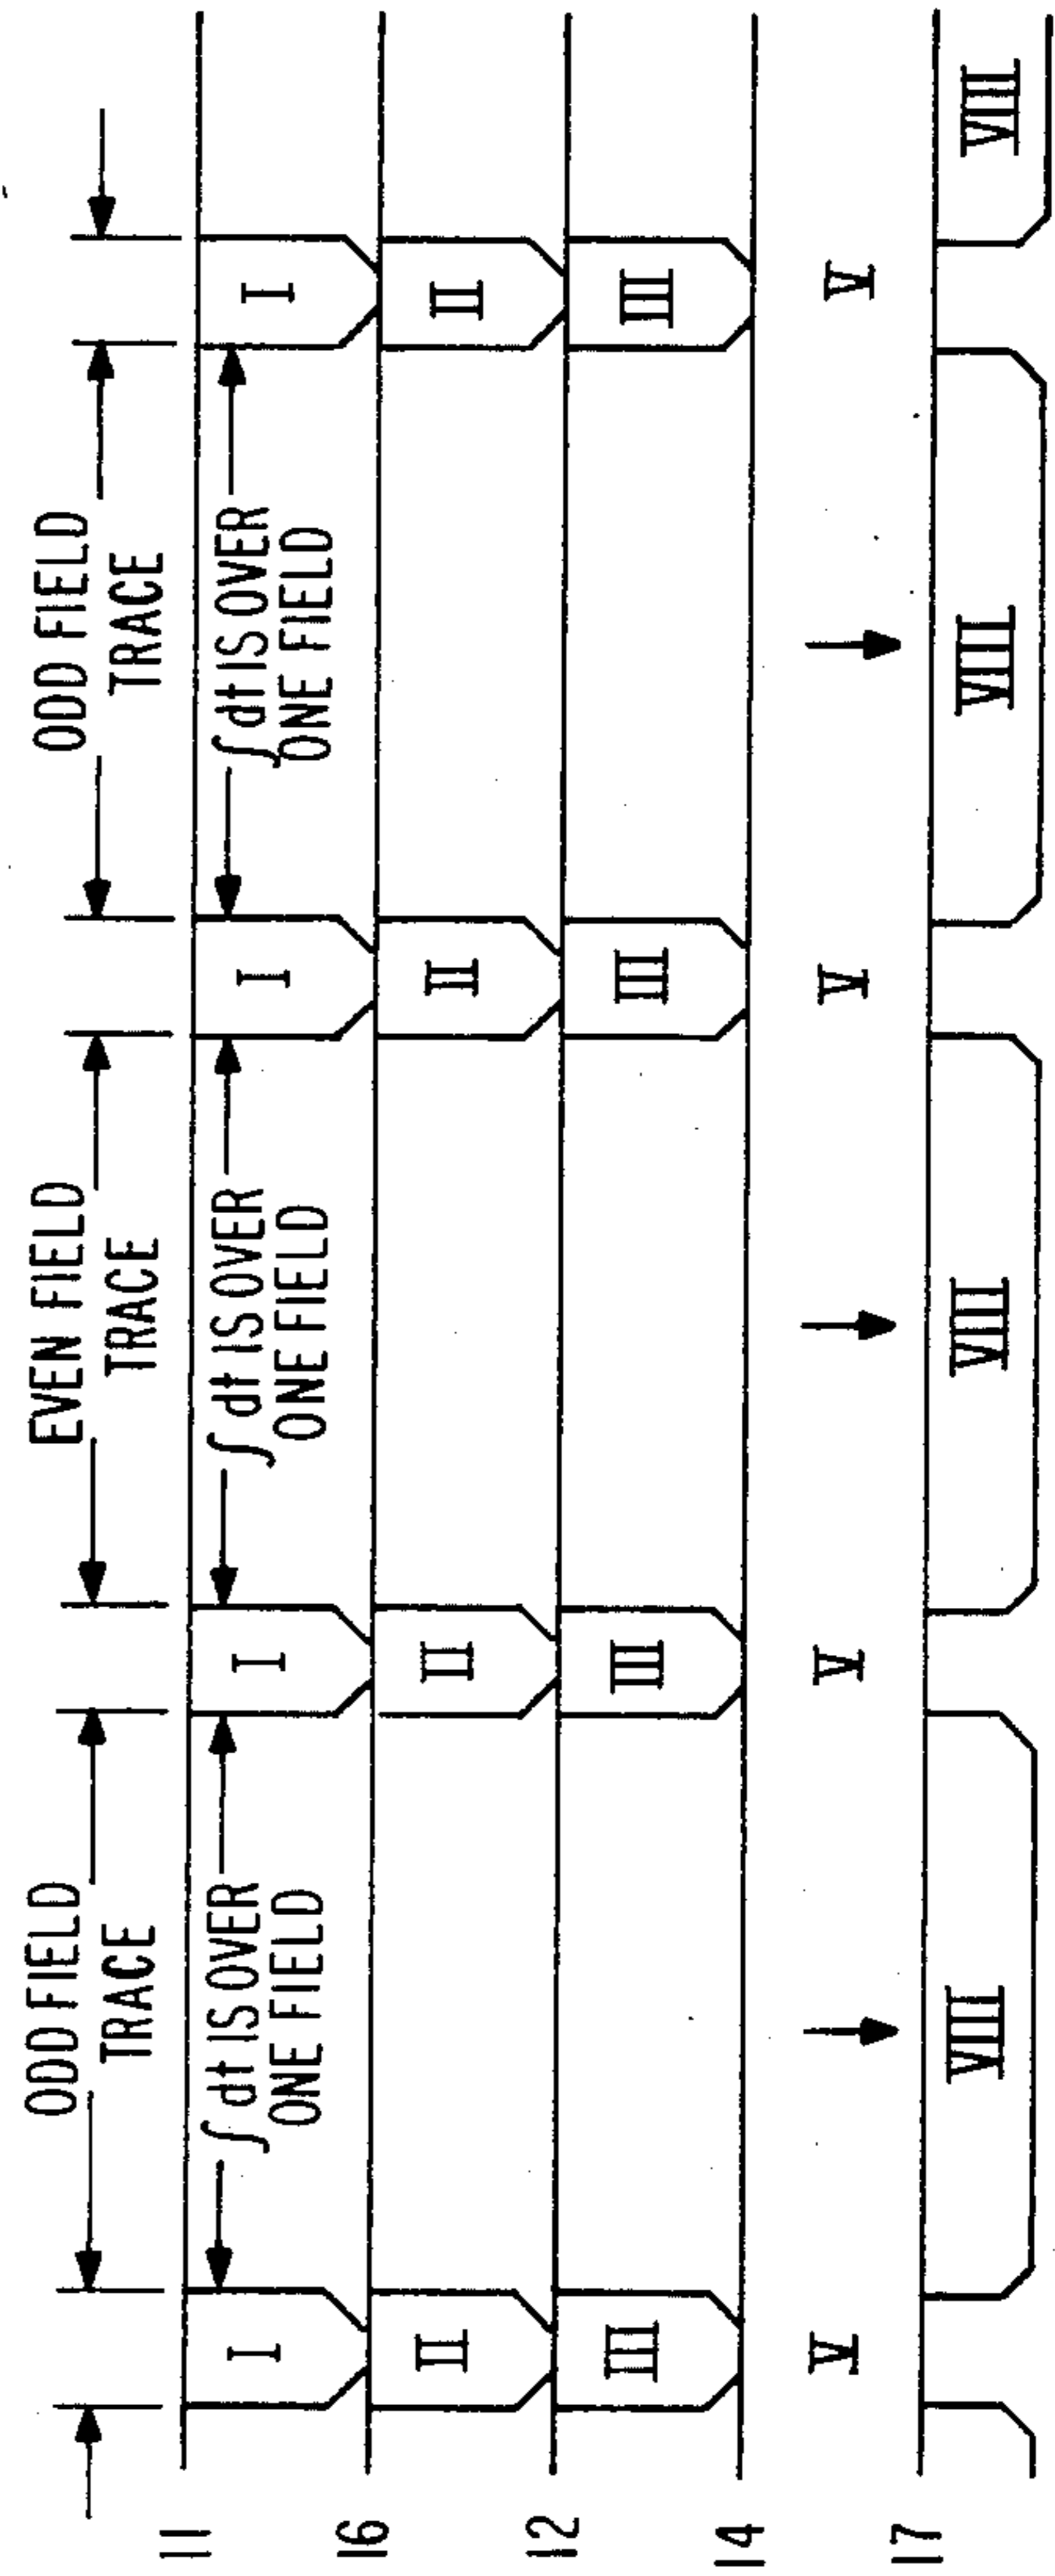 ODD FIELD
TRACE
EVEN FIELD
TRACE
ODD FIELD
TRACE
11
I
∫ dt IS OVER
ONE FIELD
I
∫ dt IS OVER
ONE FIELD
I
∫ dt IS OVER
ONE FIELD
I
16
II
II
II
II
12
III
III
III
III
14
V
V
V
V
17
VIII
VIII
VIII
VIII